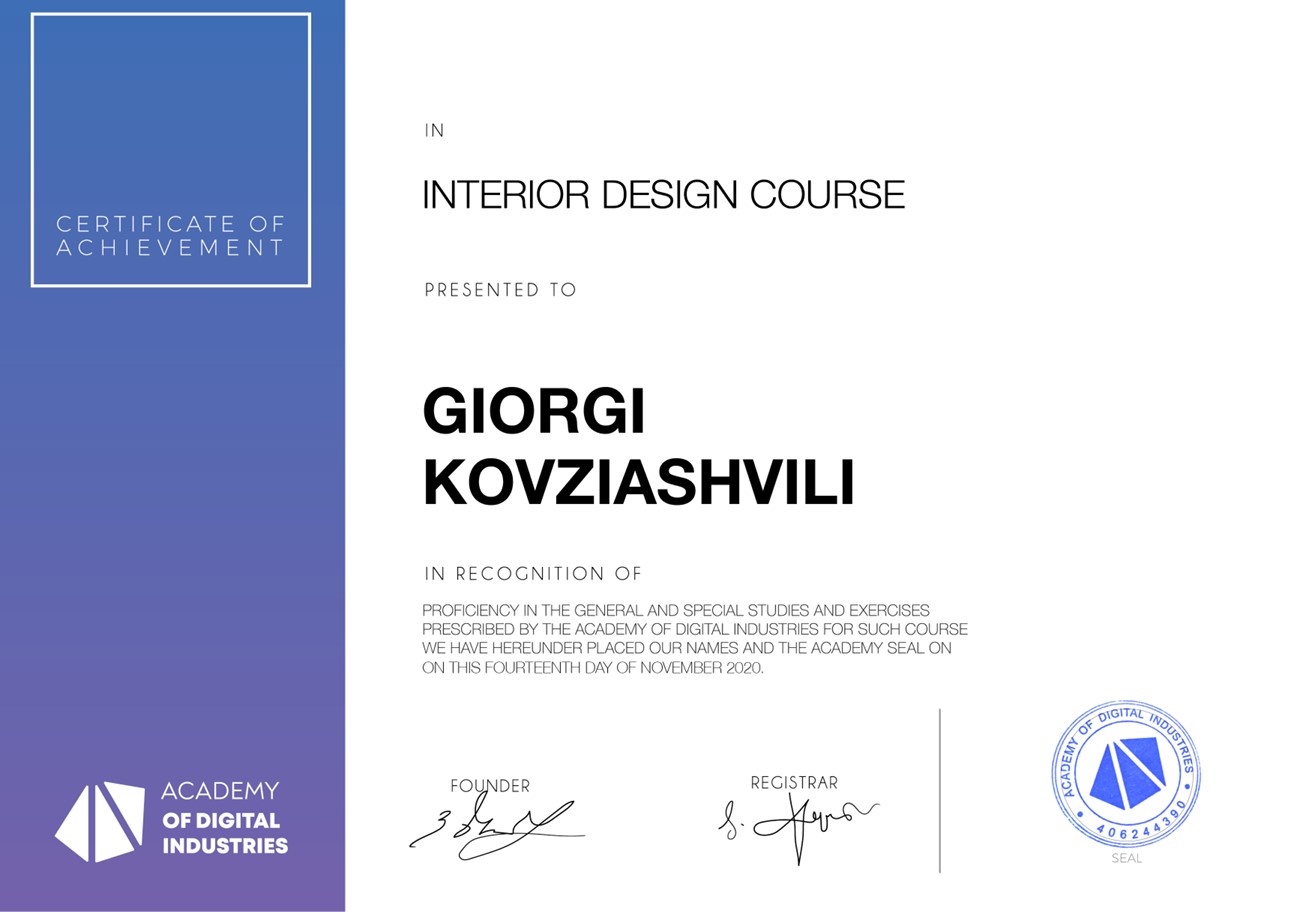 CERTIFICATE OF
ACHIEVEMENT
IN
INTERIOR DESIGN COURSE
PRESENTED TO
GIORGI
KOVZIASHVILI
IN RECOGNITION OF
PROFICIENCY IN THE GENERAL AND SPECIAL STUDIES AND EXERCISES
PRESCRIBED BY THE ACADEMY OF DIGITAL INDUSTRIES FOR SUCH COURSE
WE HAVE HEREUNDER PLACED OUR NAMES AND THE ACADEMY SEAL ON
ON THIS FOURTEENTH DAY OF NOVEMBER 2020.
FOUNDER
REGISTRAR
ACADEMY OF DIGITAL INDUSTRIES
406244390
SEAL
ACADEMY
OF DIGITAL
INDUSTRIES